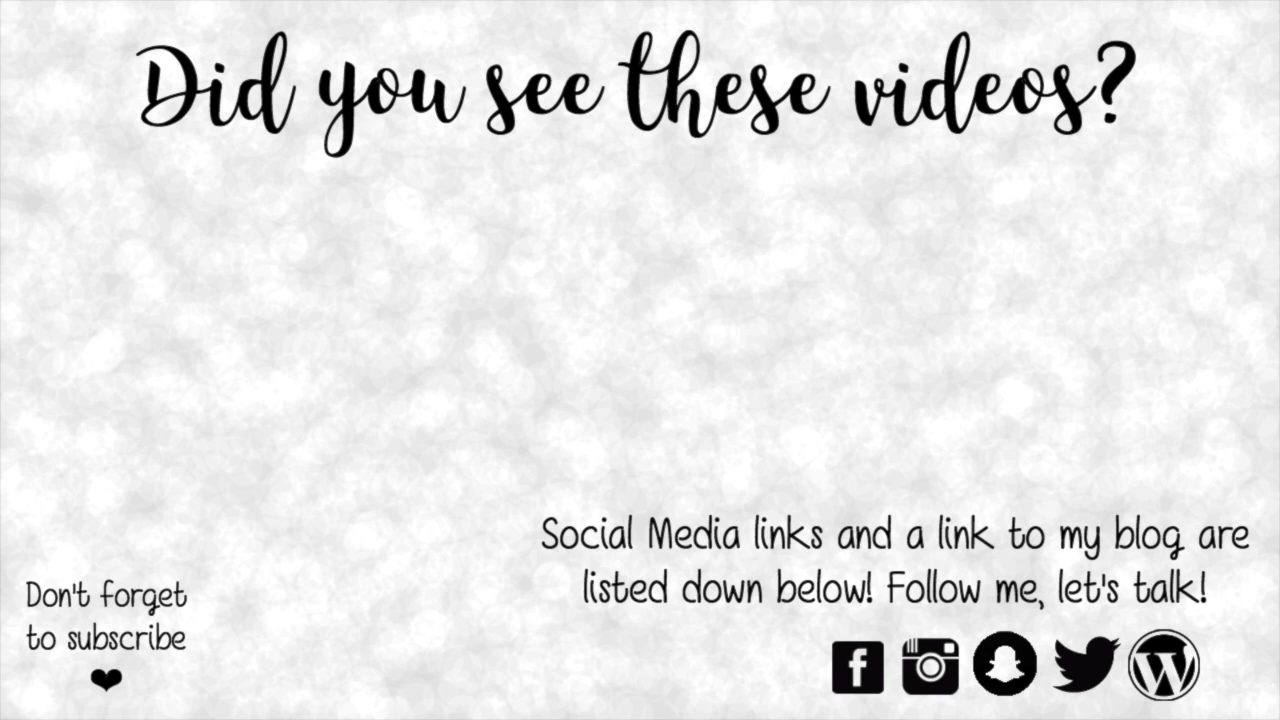 Did you see these videos?
Social Media links and a link to my blog are
listed down below! Follow me, let's talk!
Don't forget
to subscribe